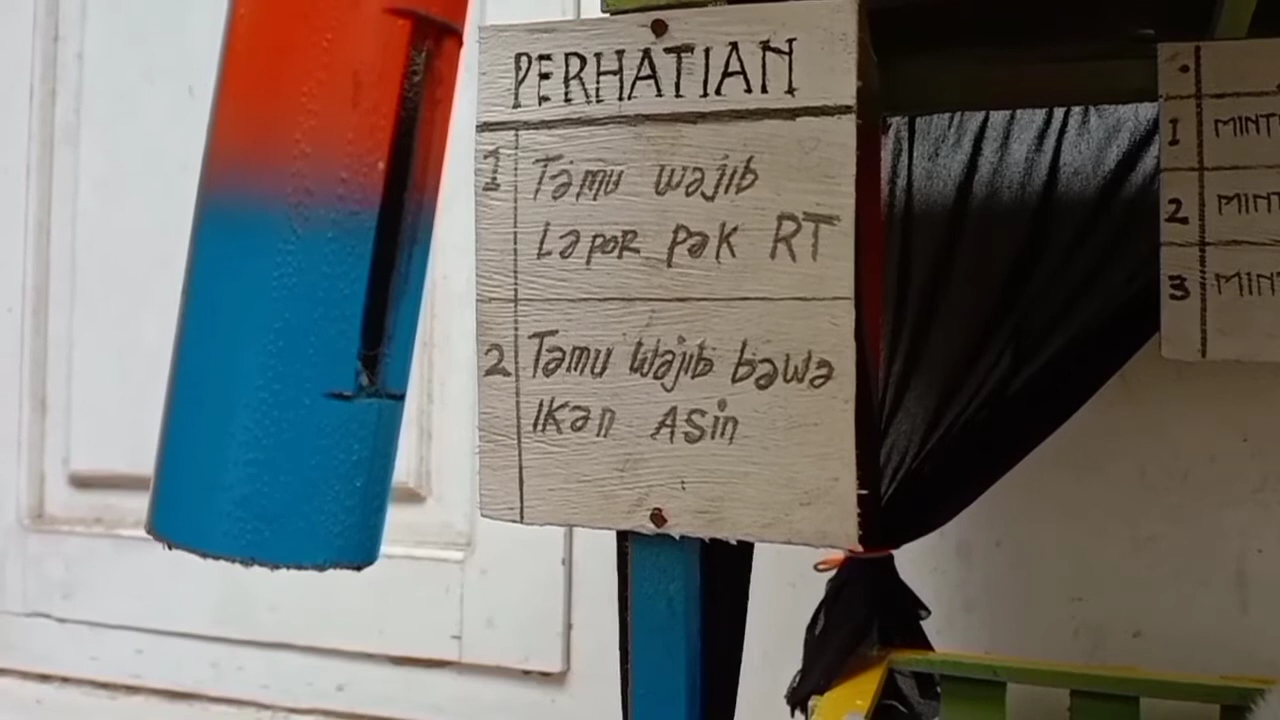 PERHATIAN
1 Tamu wajib
Lapor pak RT
2 Tamu Wajib bawa
Ikan Asin
1
2
3